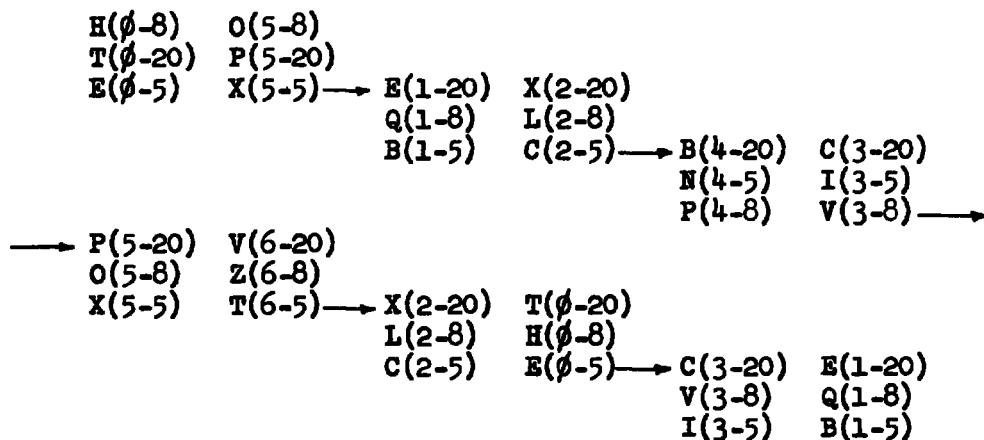 H(ø-8) O(5-8)
T(ø-20) P(5-20)
E(ø-5) X(5-5) → E(1-20) X(2-20)
Q(1-8) L(2-8)
B(1-5) C(2-5) → B(4-20) C(3-20)
N(4-5) I(3-5)
P(4-8) V(3-8) →
→ P(5-20) V(6-20)
O(5-8) Z(6-8)
X(5-5) T(6-5) → X(2-20) T(ø-20)
L(2-8) H(ø-8)
C(2-5) E(ø-5) → C(3-20) E(1-20)
V(3-8) Q(1-8)
I(3-5) B(1-5)